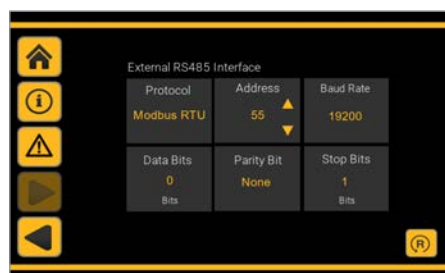 External RS485 Interface
Protocol Address Baud Rate
Modbus RTU 55 19200
Data Bits Parity Bit Stop Bits
0 None 1
Bits Bits
R